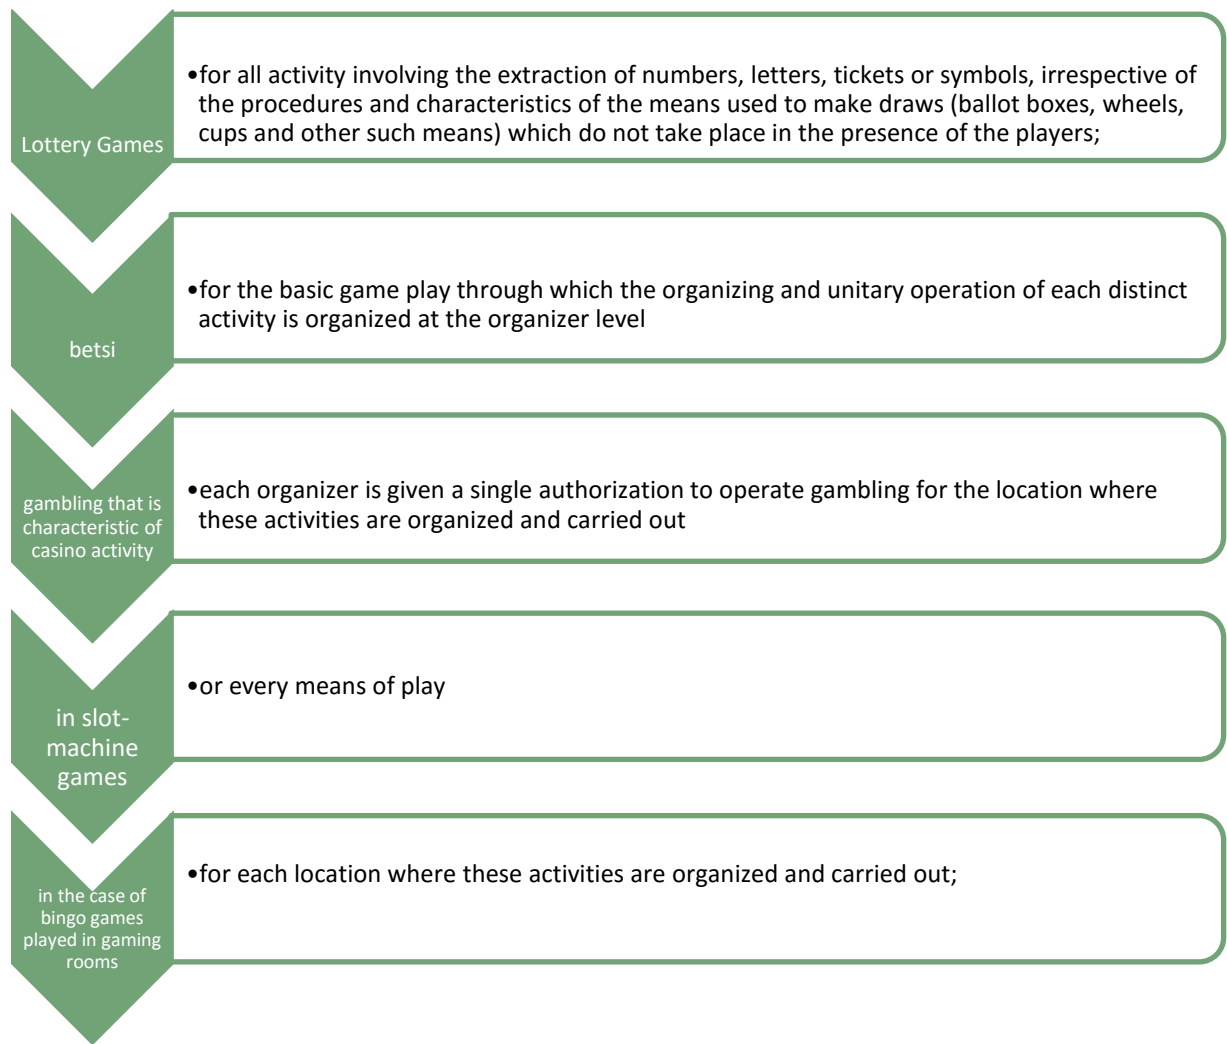 Lottery Games
•for all activity involving the extraction of numbers, letters, tickets or symbols, irrespective of
the procedures and characteristics of the means used to make draws (ballot boxes, wheels,
cups and other such means) which do not take place in the presence of the players;
betsi
•for the basic game play through which the organizing and unitary operation of each distinct
activity is organized at the organizer level
gambling that is
characteristic of
casino activity
•each organizer is given a single authorization to operate gambling for the location where
these activities are organized and carried out
in slot-
machine
games
•or every means of play
in the case of
bingo games
played in gaming
rooms
•for each location where these activities are organized and carried out;